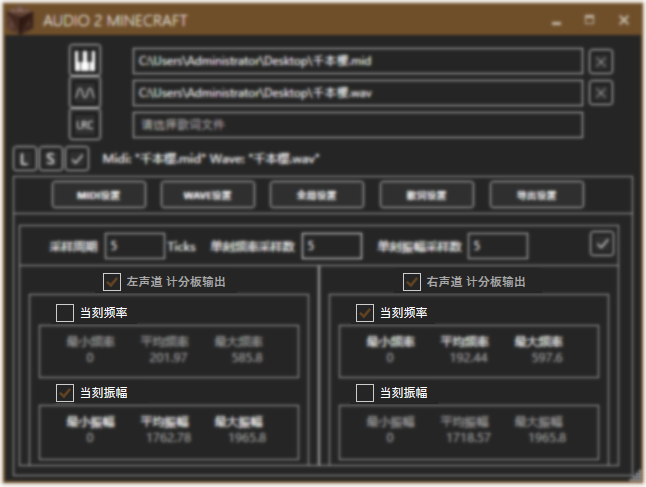 AUDIO 2 MINECRAFT
C:\Users\Administrator\Desktop\千本樱.mid
C:\Users\Administrator\Desktop\千本樱.wav
LRC 请选择歌词文件
L S Midi: "千本樱.mid" Wave: "千本樱.wav"
MIDI设置 WAVE设置 全局设置 歌词设置 导出设置
采样周期 5 Ticks 单刻频率采样数 5 单刻振幅采样数 5
左声道 计分板输出 右声道 计分板输出
当刻频率 当刻频率
最小频率 平均频率 最大频率 最小频率 平均频率 最大频率
0 201.97 585.8 0 192.44 597.6
当刻振幅 当刻振幅
最小振幅 平均振幅 最大振幅 最小振幅 平均振幅 最大振幅
0 1762.78 1965.8 0 1718.57 1965.8